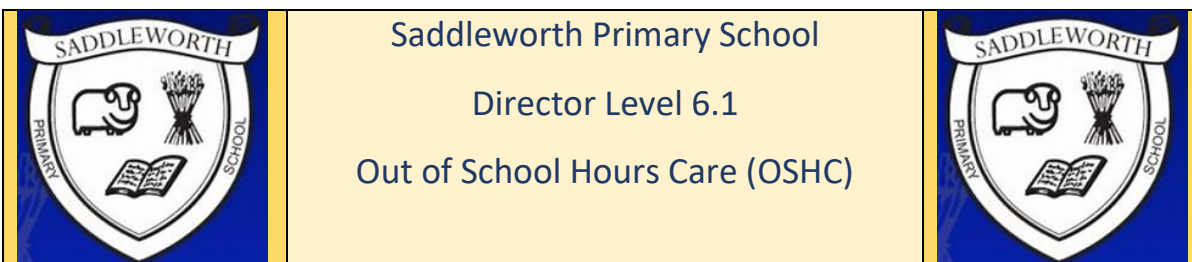 SADDLEWORTH
PRIMARY
SCHOOL
Saddleworth Primary School
Director Level 6.1
Out of School Hours Care (OSHC)
SADDLEWORTH
PRIMARY
SCHOOL